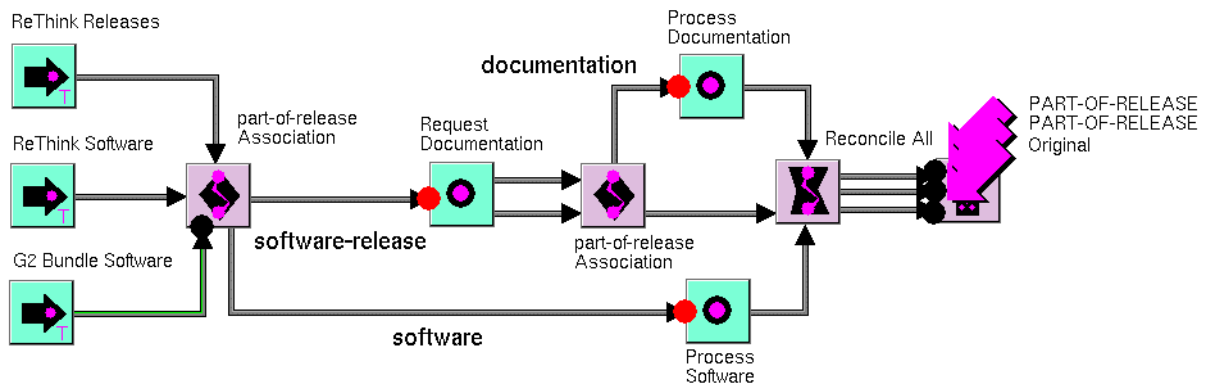 ReThink Releases
T
ReThink Software
T
G2 Bundle Software
T
part-of-release
Association
software-release
software
Request
Documentation
documentation
Process
Documentation
part-of-release
Association
Process
Software
Reconcile All
PART-OF-RELEASE
PART-OF-RELEASE
Original